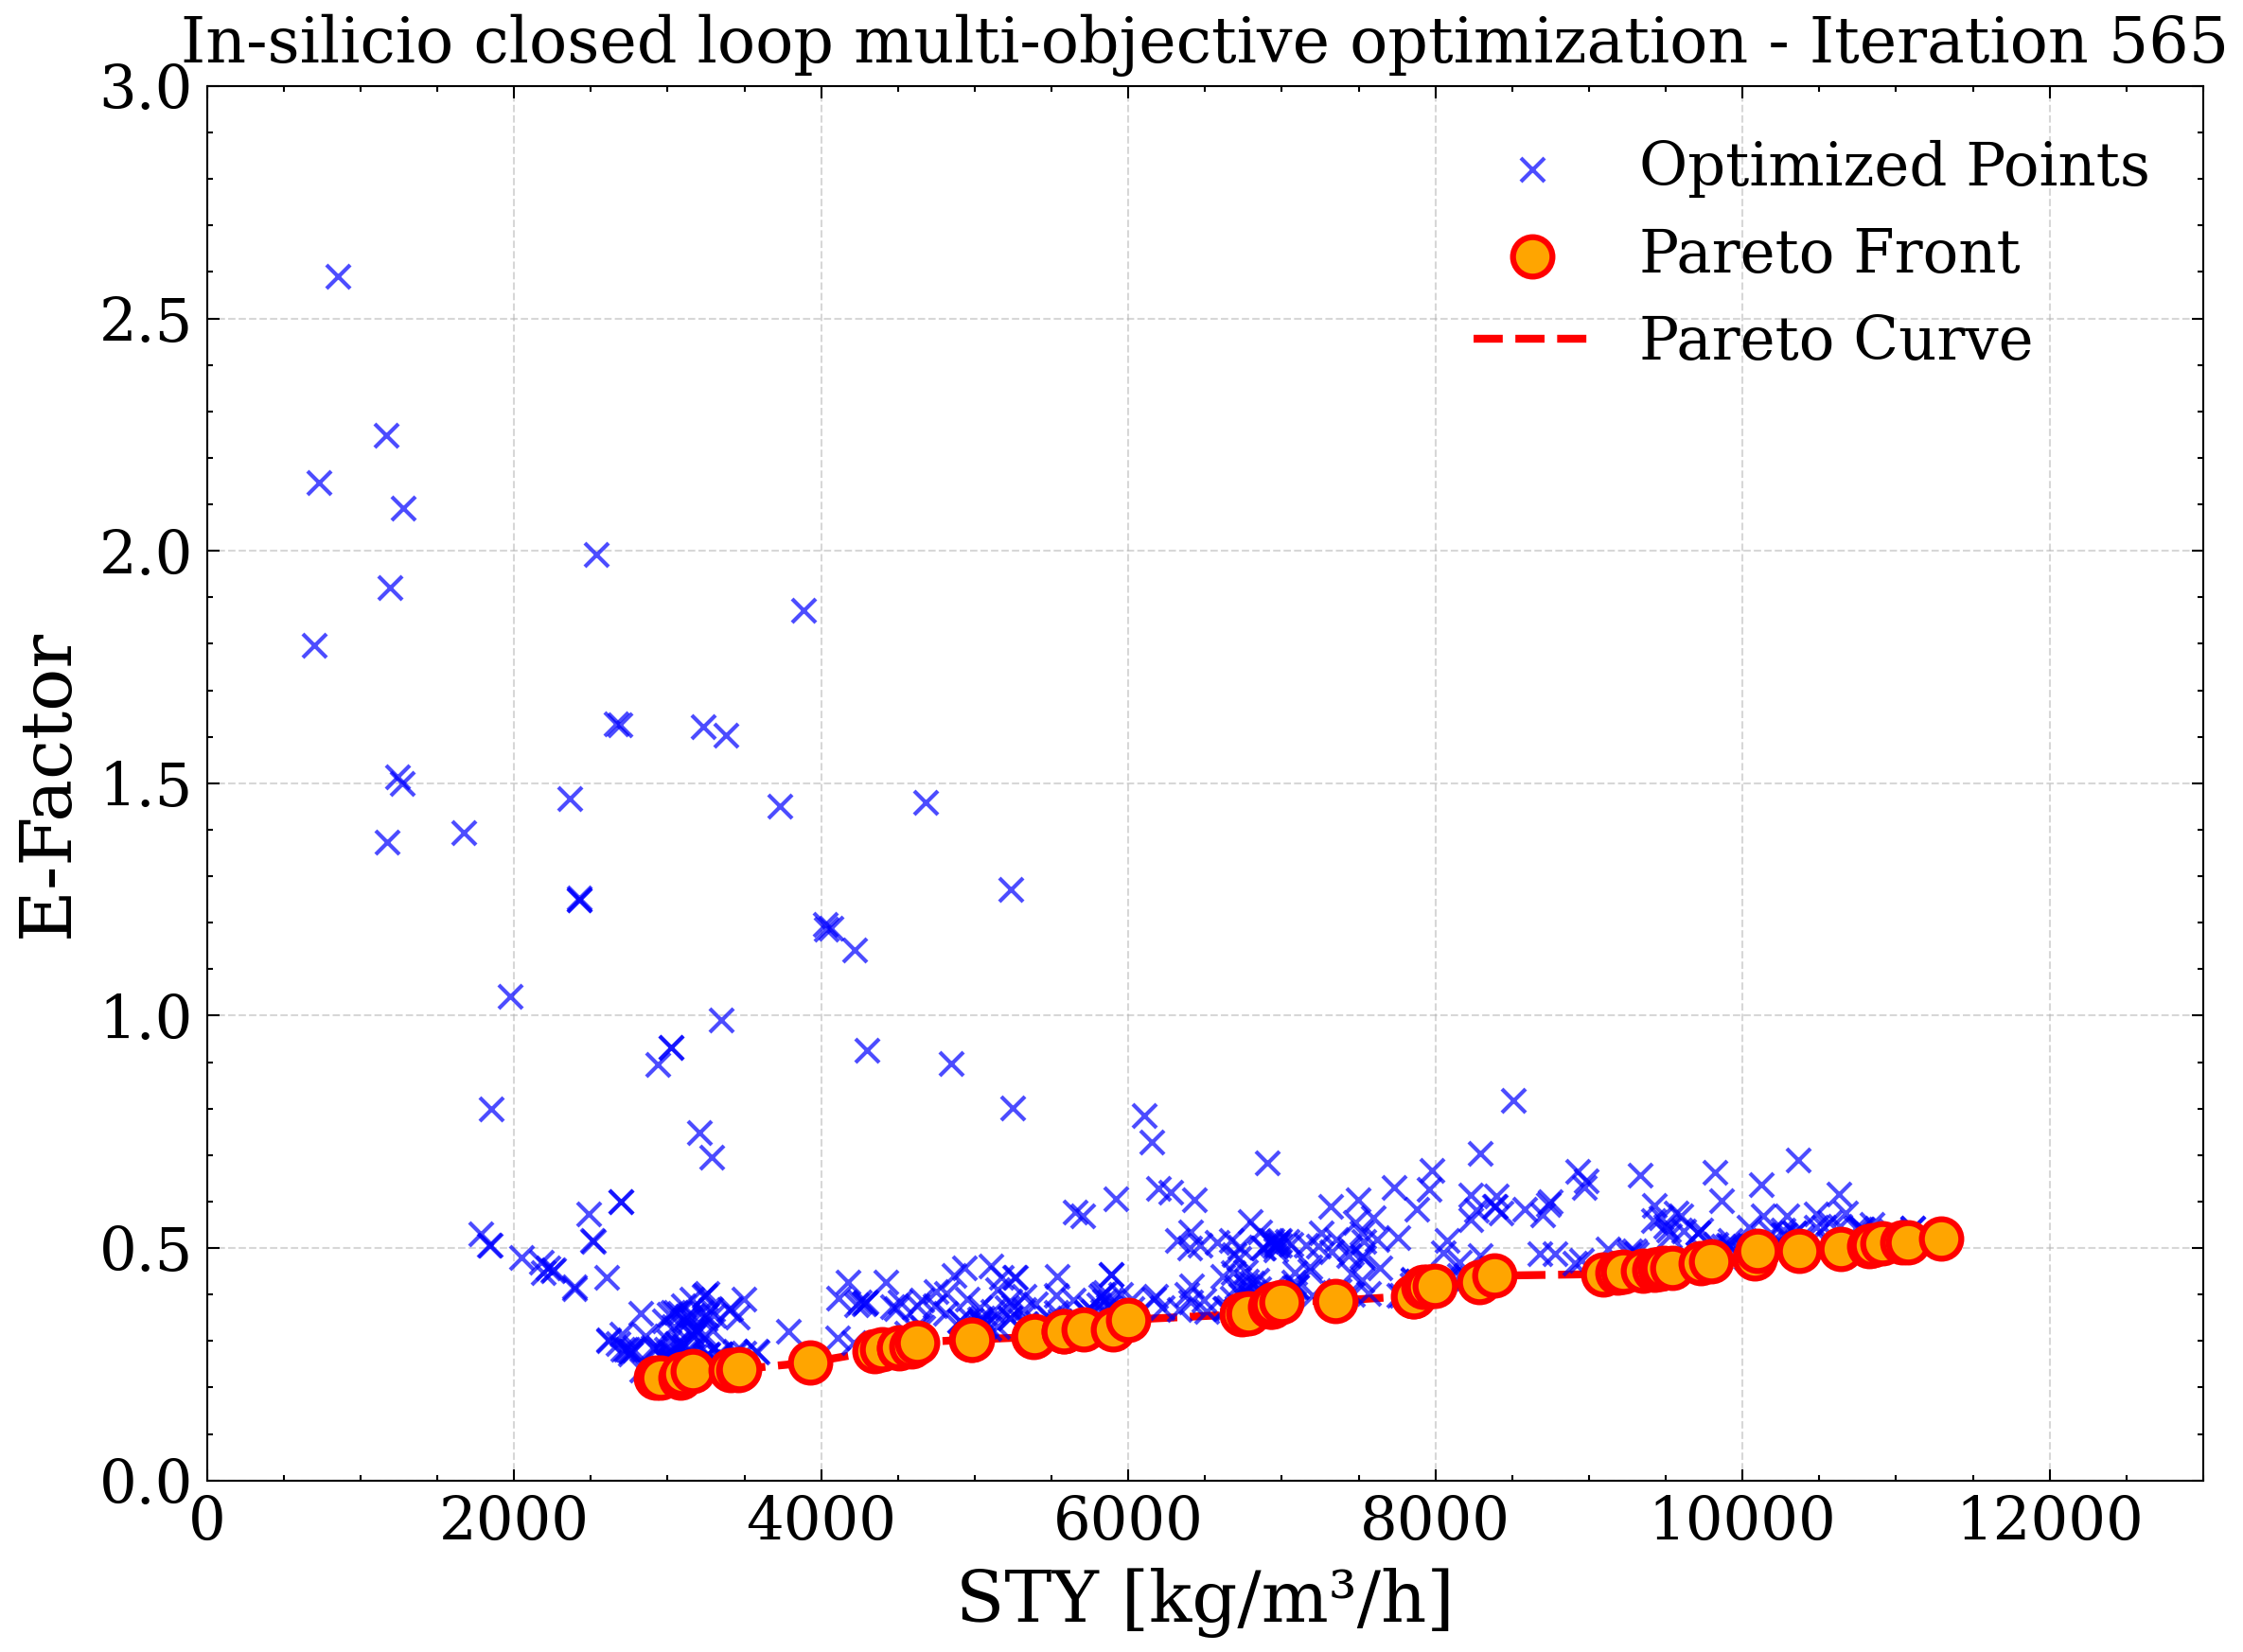 In-silicio closed loop multi-objective optimization - Iteration 565
3.0
2.5
2.0
1.5
1.0
0.5
0.0
E-Factor
Optimized Points
Pareto Front
Pareto Curve
0 2000 4000 6000 8000 10000 12000
STY [kg/m³/h]